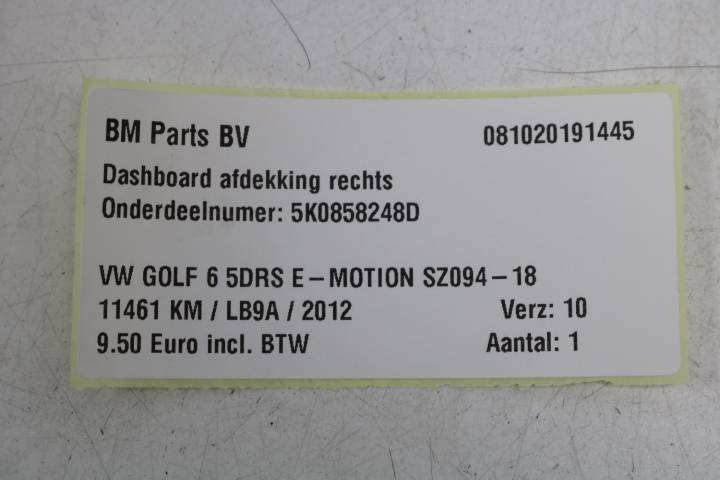 BM Parts BV 081020191445
Dashboard afdekking rechts
Onderdeelnumer: 5K0858248D
VW GOLF 6 5DRS E-MOTION SZ094-18
11461 KM / LB9A / 2012 Verz: 10
9.50 Euro incl. BTW Aantal: 1